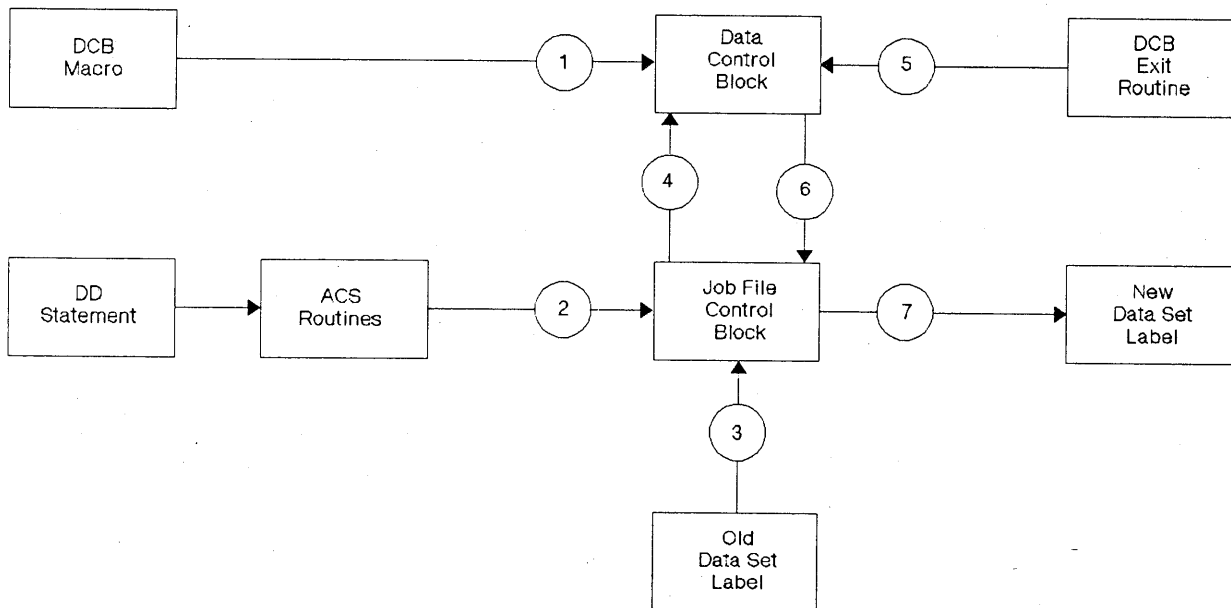 DCB
Macro
1
Data
Control
Block
5
DCB
Exit
Routine
4
6
DD
Statement
ACS
Routines
2
Job File
Control
Block
7
New
Data Set
Label
3
Old
Data Set
Label